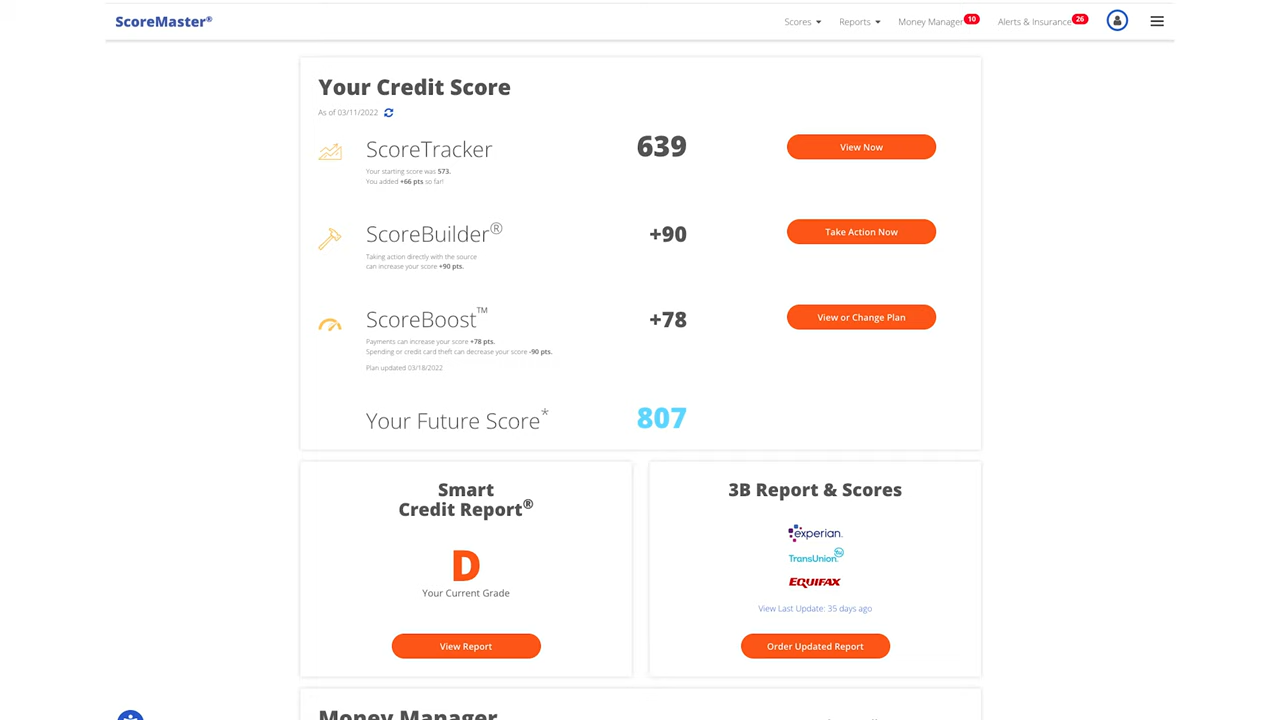 ScoreMaster®
Scores
Reports
Money Manager 10
Alerts & Insurance 26
Your Credit Score
As of 03/11/2022
ScoreTracker
639
View Now
Your starting score was 573.
You added +66 pts so far!
ScoreBuilder®
+90
Take Action Now
Taking action directly with the source
can increase your score +90 pts.
ScoreBoost™
+78
View or Change Plan
Payments can increase your score +78 pts.
Spending or credit card theft can decrease your score -90 pts.
Plan updated 03/18/2022
Your Future Score*
807
Smart
Credit Report®
D
Your Current Grade
View Report
3B Report & Scores
experian.
TransUnion
EQUIFAX
View Last Update: 35 days ago
Order Updated Report
Money Manager